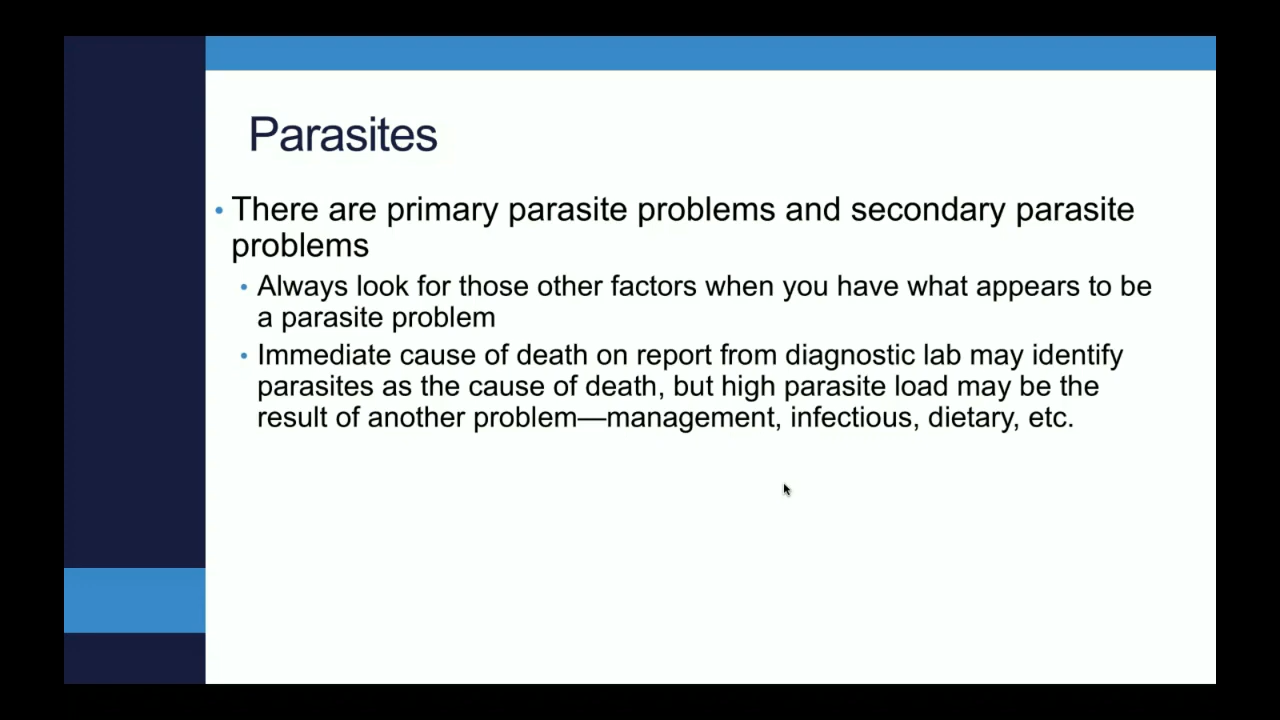 Parasites
• There are primary parasite problems and secondary parasite
problems
• Always look for those other factors when you have what appears to be
a parasite problem
• Immediate cause of death on report from diagnostic lab may identify
parasites as the cause of death, but high parasite load may be the
result of another problem—management, infectious, dietary, etc.